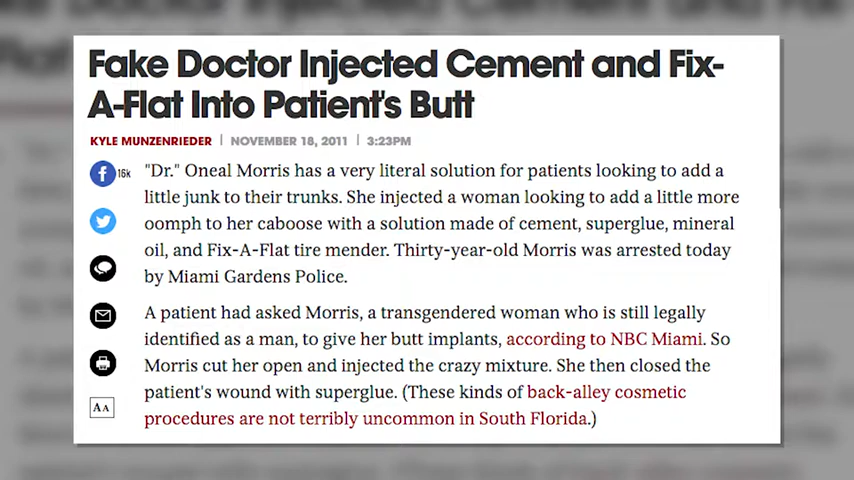 Fake Doctor Injected Cement and Fix-
A-Flat Into Patient's Butt
KYLE MUNZENRIEDER | NOVEMBER 18, 2011 | 3:23PM
f 16k
"Dr." Oneal Morris has a very literal solution for patients looking to add a
little junk to their trunks. She injected a woman looking to add a little more
oomph to her caboose with a solution made of cement, superglue, mineral
oil, and Fix-A-Flat tire mender. Thirty-year-old Morris was arrested today
by Miami Gardens Police.
A patient had asked Morris, a transgendered woman who is still legally
identified as a man, to give her butt implants, according to NBC Miami. So
Morris cut her open and injected the crazy mixture. She then closed the
patient's wound with superglue. (These kinds of back-alley cosmetic
AA
procedures are not terribly uncommon in South Florida.)